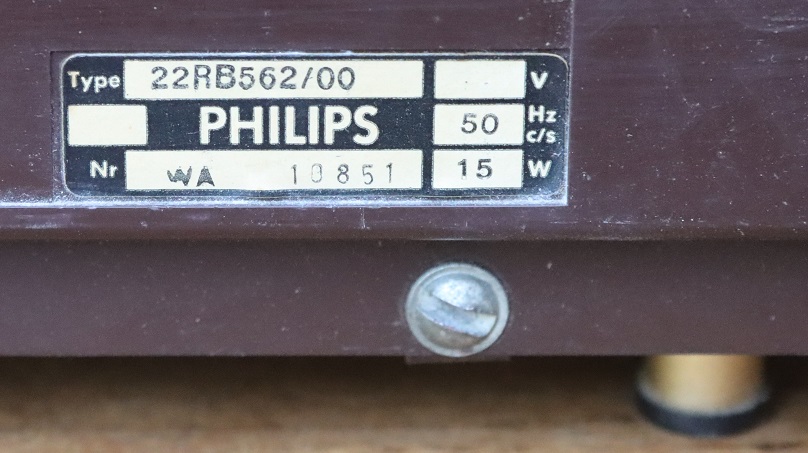 Type 22RB562/00 V
PHILIPS 50 Hz c/s
Nr WA 10851 15 W